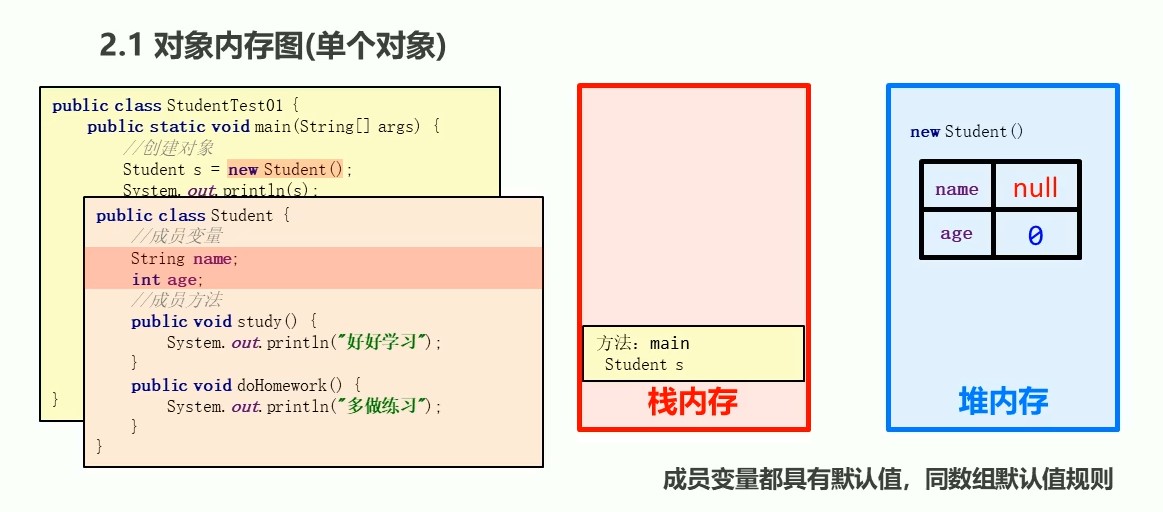 2.1 对象内存图(单个对象)
public class StudentTest01 {
public static void main(String[] args) {
//创建对象
Student s = new Student();
System.out.println(s);
}
public class Student {
//成员变量
String name;
int age;
//成员方法
public void study() {
System.out.println("好好学习");
}
public void doHomework() {
System.out.println("多做练习");
}
}
方法：main
Student s
栈内存
new Student()
name null
age 0
堆内存
成员变量都具有默认值，同数组默认值规则